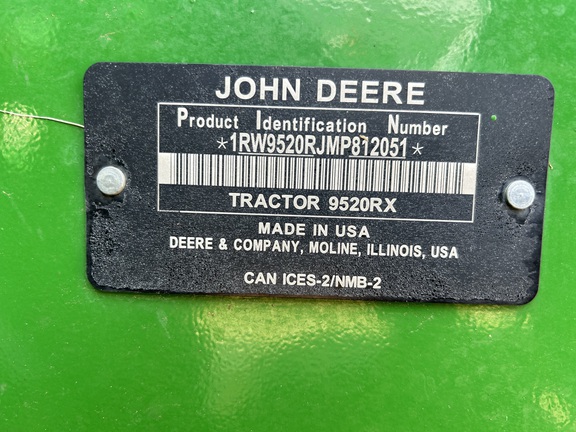 JOHN DEERE
Product Identification Number
*1RW9520RJMP812051*
TRACTOR 9520RX
MADE IN USA
DEERE & COMPANY, MOLINE, ILLINOIS, USA
CAN ICES-2/NMB-2